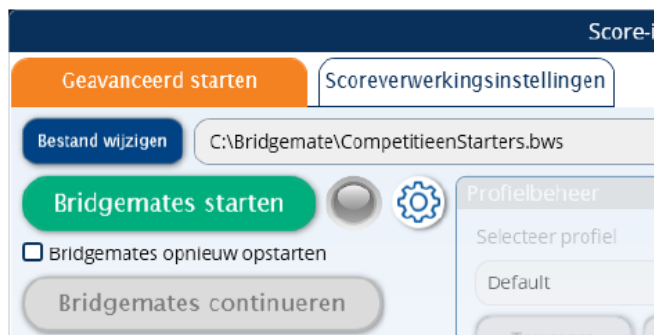 Score-i
Geavanceerd starten
Scoreverwerkingsinstellingen
Bestand wijzigen
C:\Bridgemate\CompetitieenStarters.bws
Bridgemates starten
Profielbeheer
Bridgemates opnieuw opstarten
Selecteer profiel
Default
Bridgemates continueren